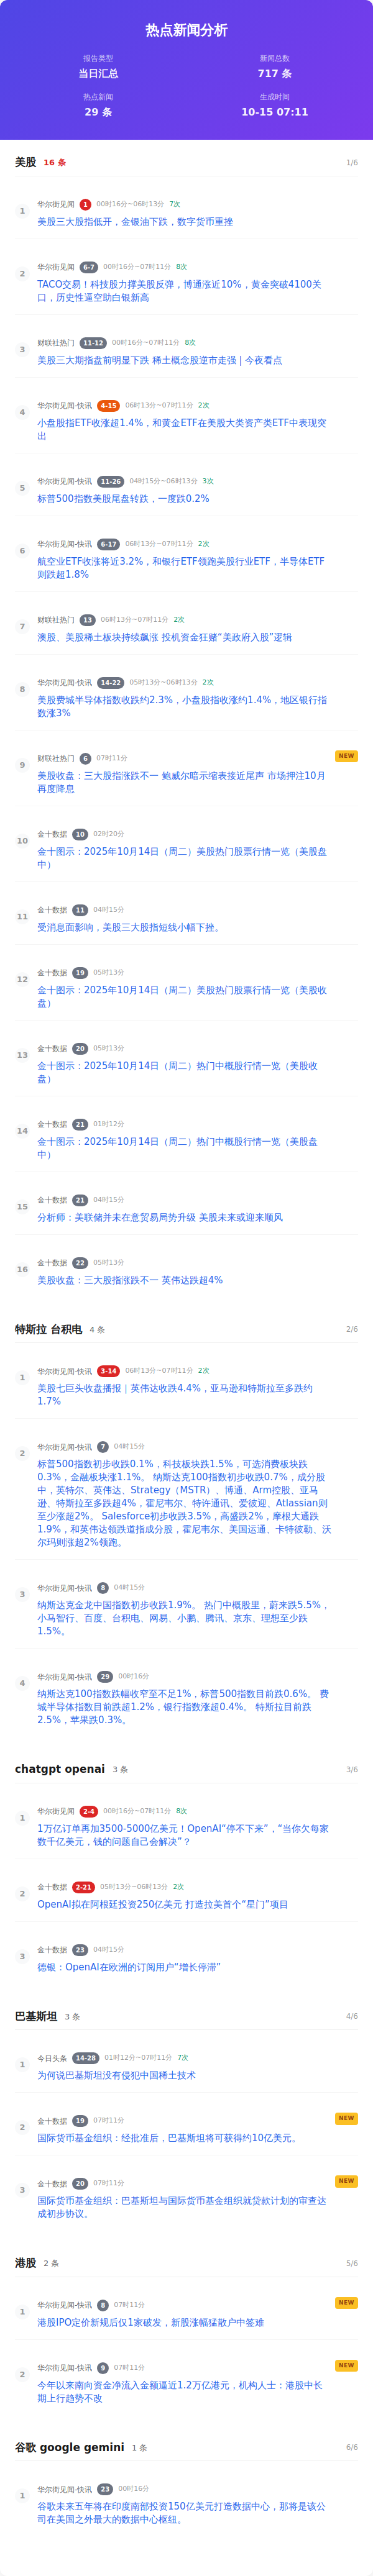 热点新闻分析
报告类型
当日汇总
新闻总数
717 条
热点新闻
29 条
生成时间
10-15 07:11
美股 16 条 1/6
1 华尔街见闻 1 00时16分~06时13分 7次
美股三大股指低开，金银油下跌，数字货币重挫
2 华尔街见闻 6-7 00时16分~07时11分 8次
TACO交易！科技股力撑美股反弹，博通涨近10%，黄金突破4100关
口，历史性逼空助白银新高
3 财联社热门 11-12 00时16分~07时11分 8次
美股三大期指盘前明显下跌 稀土概念股逆市走强 | 今夜看点
4 华尔街见闻-快讯 4-15 06时13分~07时11分 2次
小盘股指ETF收涨超1.4%，和黄金ETF在美股大类资产类ETF中表现突
出
5 华尔街见闻-快讯 11-26 04时15分~06时13分 3次
标普500指数美股尾盘转跌，一度跌0.2%
6 华尔街见闻-快讯 6-17 06时13分~07时11分 2次
航空业ETF收涨将近3.2%，和银行ETF领跑美股行业ETF，半导体ETF
则跌超1.8%
7 财联社热门 13 06时13分~07时11分 2次
澳股、美股稀土板块持续飙涨 投机资金狂赌“美政府入股”逻辑
8 华尔街见闻-快讯 14-22 05时13分~06时13分 2次
美股费城半导体指数收跌约2.3%，小盘股指收涨约1.4%，地区银行指
数涨3%
9 财联社热门 6 07时11分 NEW
美股收盘：三大股指涨跌不一 鲍威尔暗示缩表接近尾声 市场押注10月
再度降息
10 金十数据 10 02时20分
金十图示：2025年10月14日（周二）美股热门股票行情一览（美股盘
中）
11 金十数据 11 04时15分
受消息面影响，美股三大股指短线小幅下挫。
12 金十数据 19 05时13分
金十图示：2025年10月14日（周二）美股热门股票行情一览（美股收
盘）
13 金十数据 20 05时13分
金十图示：2025年10月14日（周二）热门中概股行情一览（美股收
盘）
14 金十数据 21 01时12分
金十图示：2025年10月14日（周二）热门中概股行情一览（美股盘
中）
15 金十数据 21 04时15分
分析师：美联储并未在意贸易局势升级 美股未来或迎来顺风
16 金十数据 22 05时13分
美股收盘：三大股指涨跌不一 英伟达跌超4%
特斯拉 台积电 4 条 2/6
1 华尔街见闻-快讯 3-14 06时13分~07时11分 2次
美股七巨头收盘播报｜英伟达收跌4.4%，亚马逊和特斯拉至多跌约
1.7%
2 华尔街见闻-快讯 7 04时15分
标普500指数初步收跌0.1%，科技板块跌1.5%，可选消费板块跌
0.3%，金融板块涨1.1%。 纳斯达克100指数初步收跌0.7%，成分股
中，英特尔、英伟达、Strategy（MSTR）、博通、Arm控股、亚马
逊、特斯拉至多跌超4%，霍尼韦尔、特许通讯、爱彼迎、Atlassian则
至少涨超2%。 Salesforce初步收跌3.5%，高盛跌2%，摩根大通跌
1.9%，和英伟达领跌道指成分股，霍尼韦尔、美国运通、卡特彼勒、沃
尔玛则涨超2%领跑。
3 华尔街见闻-快讯 8 04时15分
纳斯达克金龙中国指数初步收跌1.9%。 热门中概股里，蔚来跌5.5%，
小马智行、百度、台积电、网易、小鹏、腾讯、京东、理想至少跌
1.5%。
4 华尔街见闻-快讯 29 00时16分
纳斯达克100指数跌幅收窄至不足1%，标普500指数目前跌0.6%。 费
城半导体指数目前跌超1.2%，银行指数涨超0.4%。 特斯拉目前跌
2.5%，苹果跌0.3%。
chatgpt openai 3 条 3/6
1 华尔街见闻 2-4 00时16分~07时11分 8次
1万亿订单再加3500-5000亿美元！OpenAI“停不下来”，“当你欠每家
数千亿美元，钱的问题自己会解决”？
2 金十数据 2-21 05时13分~06时13分 2次
OpenAI拟在阿根廷投资250亿美元 打造拉美首个“星门”项目
3 金十数据 23 04时15分
德银：OpenAI在欧洲的订阅用户“增长停滞”
巴基斯坦 3 条 4/6
1 今日头条 14-28 01时12分~07时11分 7次
为何说巴基斯坦没有侵犯中国稀土技术
2 金十数据 19 07时11分 NEW
国际货币基金组织：经批准后，巴基斯坦将可获得约10亿美元。
3 金十数据 20 07时11分 NEW
国际货币基金组织：巴基斯坦与国际货币基金组织就贷款计划的审查达
成初步协议。
港股 2 条 5/6
1 华尔街见闻-快讯 8 07时11分 NEW
港股IPO定价新规后仅1家破发，新股涨幅猛散户中签难
2 华尔街见闻-快讯 9 07时11分 NEW
今年以来南向资金净流入金额逼近1.2万亿港元，机构人士：港股中长
期上行趋势不改
谷歌 google gemini 1 条 6/6
1 华尔街见闻-快讯 23 00时16分
谷歌未来五年将在印度南部投资150亿美元打造数据中心，那将是该公
司在美国之外最大的数据中心枢纽。